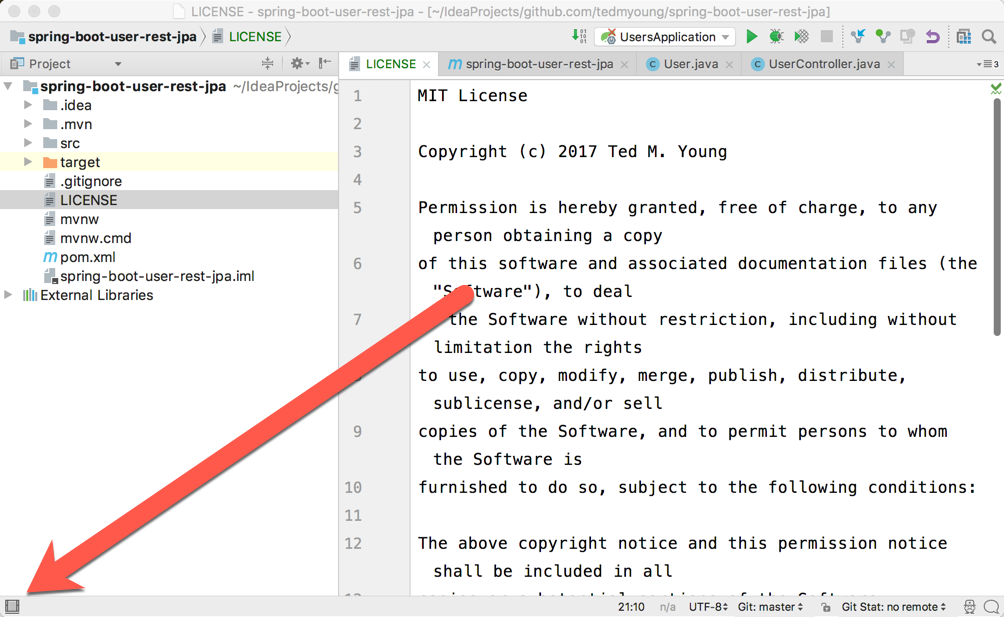 LICENSE - spring-boot-user-rest-jpa - [~/IdeaProjects/github.com/tedmyoung/spring-boot-user-rest-jpa]
spring-boot-user-rest-jpa LICENSE
UsersApplication
Project
LICENSE spring-boot-user-rest-jpa User.java UserController.java
3
spring-boot-user-rest-jpa ~/IdeaProjects/g
.idea
.mvn
src
target
.gitignore
LICENSE
mvnw
mvnw.cmd
pom.xml
spring-boot-user-rest-jpa.iml
External Libraries
1 MIT License
2
3 Copyright (c) 2017 Ted M. Young
4
5 Permission is hereby granted, free of charge, to any
person obtaining a copy
6 of this software and associated documentation files (the
"Software"), to deal
7 the Software without restriction, including without
limitation the rights
to use, copy, modify, merge, publish, distribute,
sublicense, and/or sell
9 copies of the Software, and to permit persons to whom
the Software is
10 furnished to do so, subject to the following conditions:
11
12 The above copyright notice and this permission notice
shall be included in all
21:10 n/a UTF-8 Git: master Git Stat: no remote